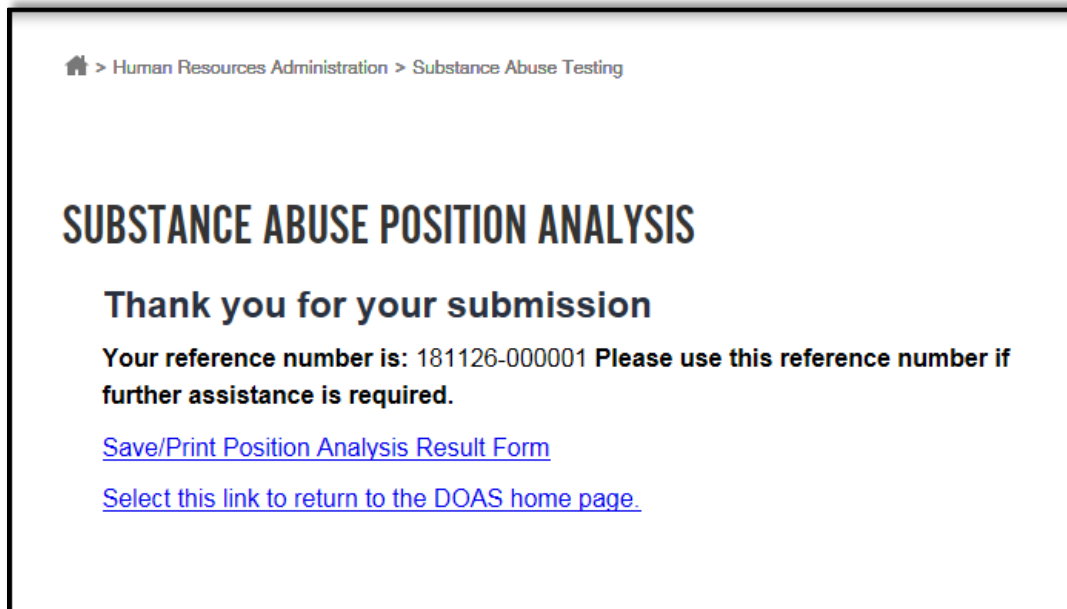 > Human Resources Administration > Substance Abuse Testing
SUBSTANCE ABUSE POSITION ANALYSIS
Thank you for your submission
Your reference number is: 181126-000001 Please use this reference number if
further assistance is required.
Save/Print Position Analysis Result Form
Select this link to return to the DOAS home page.